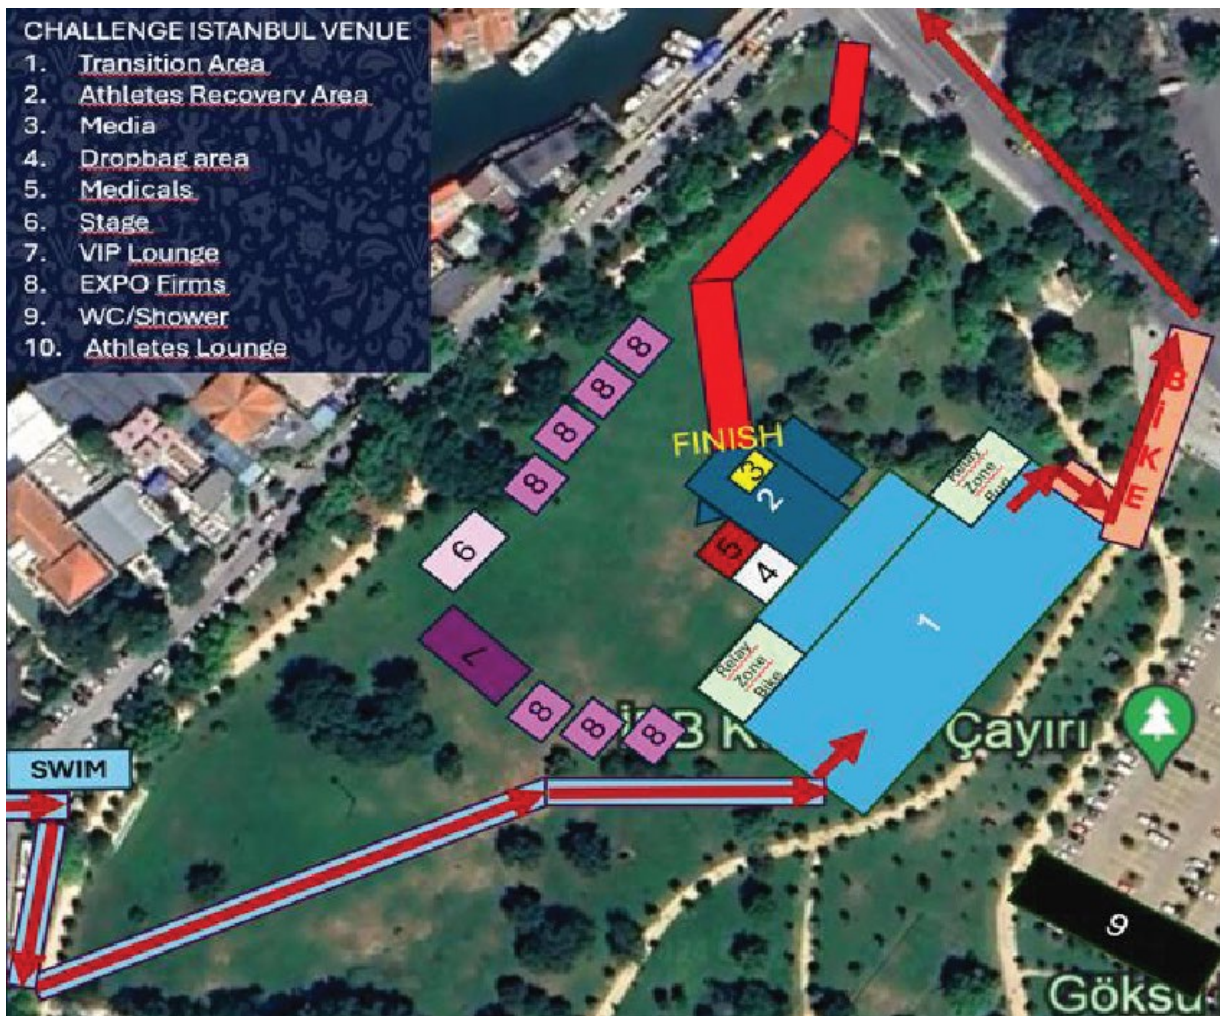 CHALLENGE ISTANBUL VENUE
1. Transition Area
2. Athletes Recovery Area
3. Media
4. Dropbag area
5. Medicals
6. Stage
7. VIP Lounge
8. EXPO Firms
9. WC/Shower
10. Athletes Lounge
8
8
8
8
FINISH
3
2
Relay
Zone
Run
BIKE
6
5
4
1
7
Relay
Zone
Bike
8
8
8
Çayırı
SWIM
9
Göksu